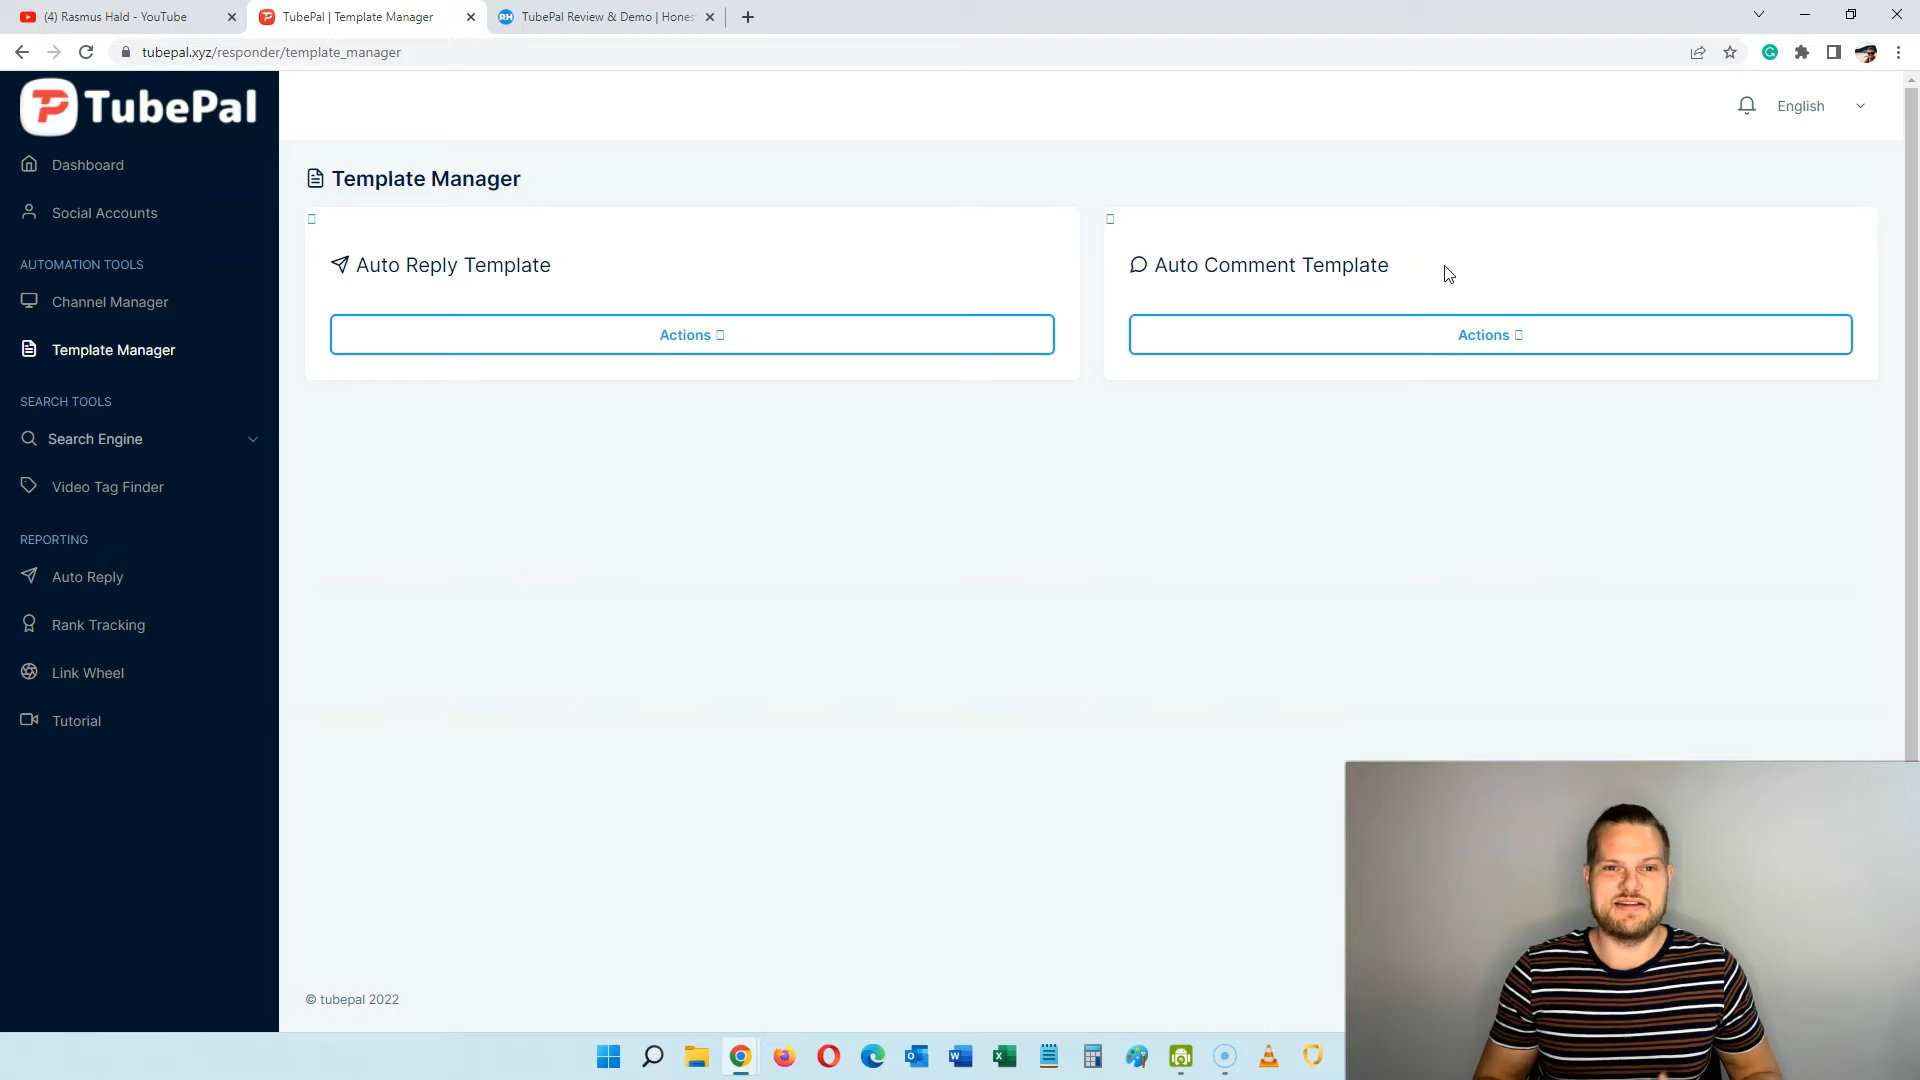 (4) Rasmus Hald - YouTube
TubePal | Template Manager
RH
TubePal Review & Demo | Hones
tubepal.xyz/responder/template_manager
TubePal
English
Dashboard
Social Accounts
AUTOMATION TOOLS
Channel Manager
Template Manager
SEARCH TOOLS
Search Engine
Video Tag Finder
REPORTING
Auto Reply
Rank Tracking
Link Wheel
Tutorial
Template Manager
Auto Reply Template
Actions
Auto Comment Template
Actions
© tubepal 2022